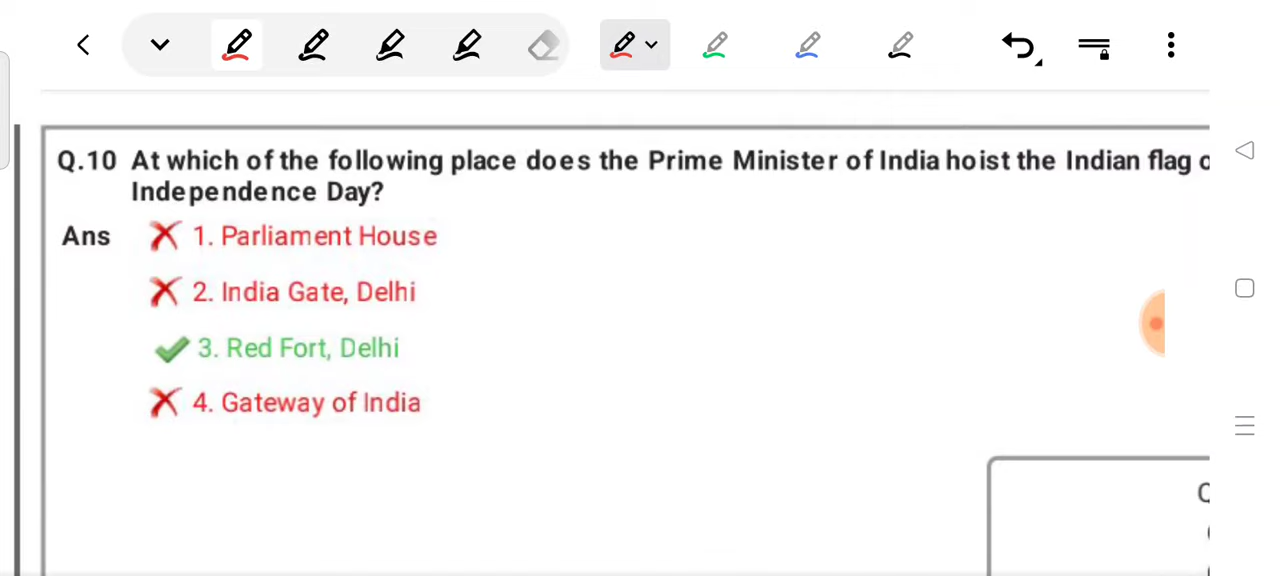 Q.10 At which of the following place does the Prime Minister of India hoist the Indian flag
Independence Day?
Ans 1. Parliament House
2. India Gate, Delhi
3. Red Fort, Delhi
4. Gateway of India